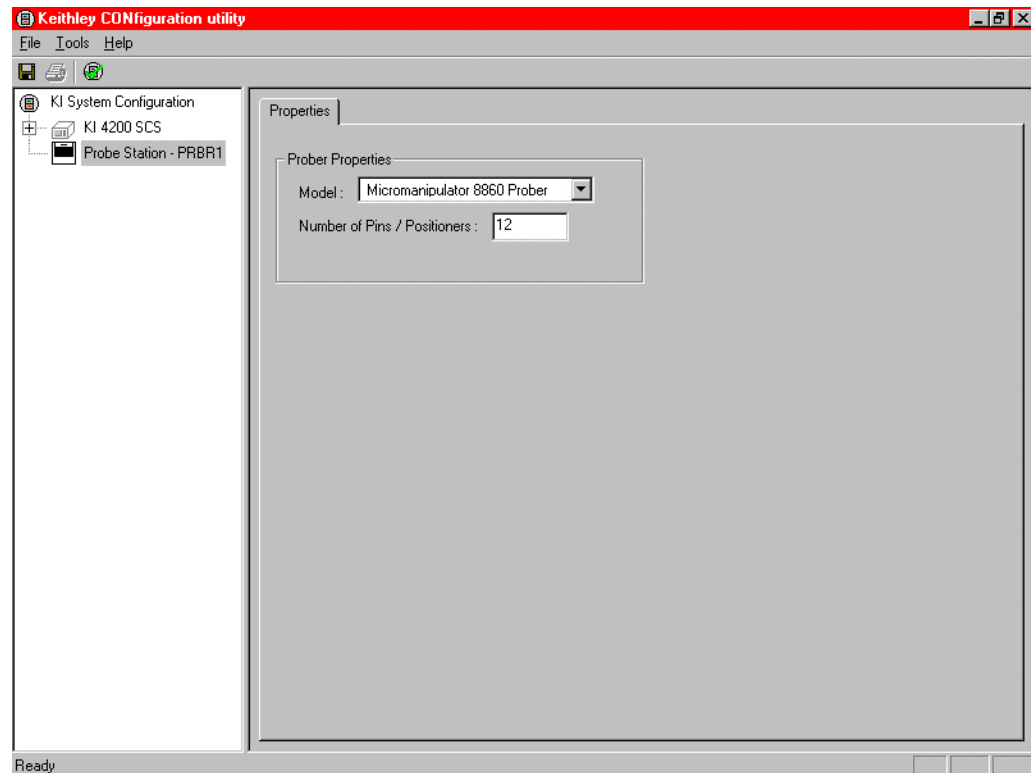 Keithley CONfiguration utility
File Tools Help
KI System Configuration
KI 4200 SCS
Probe Station - PRBR1
Properties
Prober Properties
Model : Micromanipulator 8860 Prober
Number of Pins / Positioners : 12
Ready